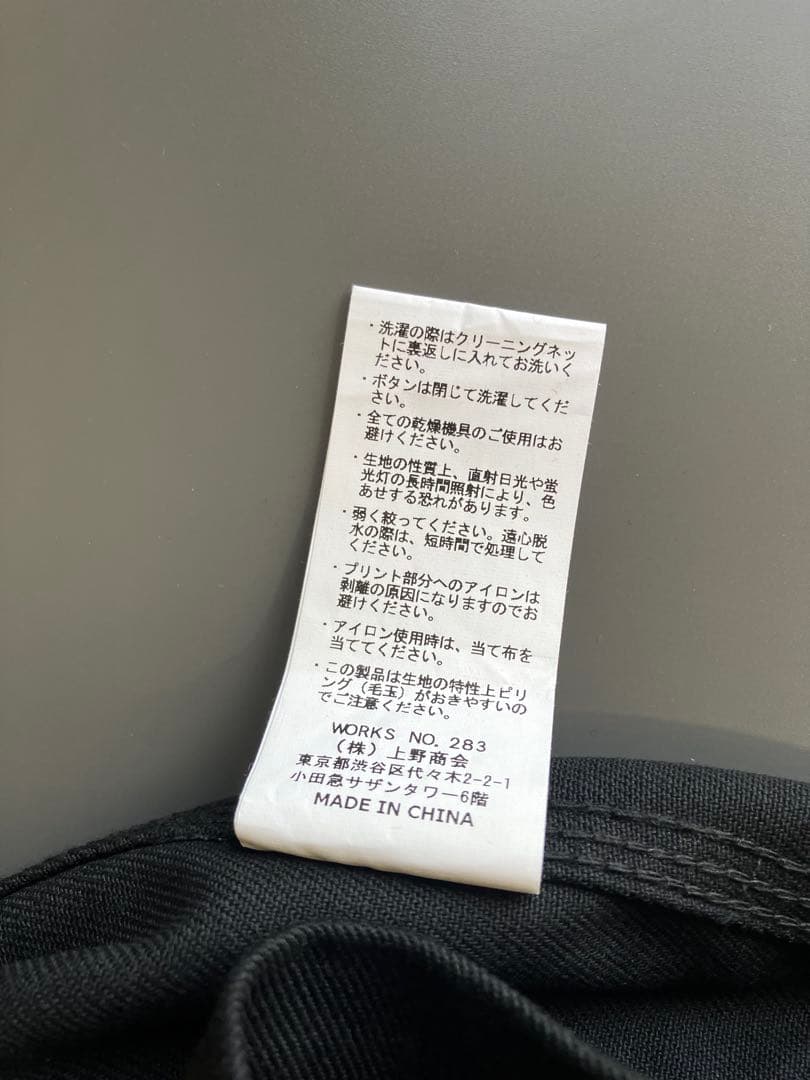 ・洗濯の際はクリーニングネッ
トに裏返しに入れてお洗いく
ださい。
・ボタンは閉じて洗濯してくだ
さい。
・全ての乾燥機具のご使用はお
避けください。
・生地の性質上、直射日光や蛍
光灯の長時間照射により、色
あせする恐れがあります。
・弱く絞ってください。遠心脱
水の際は、短時間で処理して
ください。
・プリント部分へのアイロンは
剥離の原因になりますのでお
避けください。
・アイロン使用時は、当て布を
当ててください。
・この製品は生地の特性上ピリ
ング（毛玉）がおきやすいの
でご注意ください。
WORKS NO. 283
（株）上野商会
東京都渋谷区代々木2-2-1
小田急サザンタワー6階
MADE IN CHINA